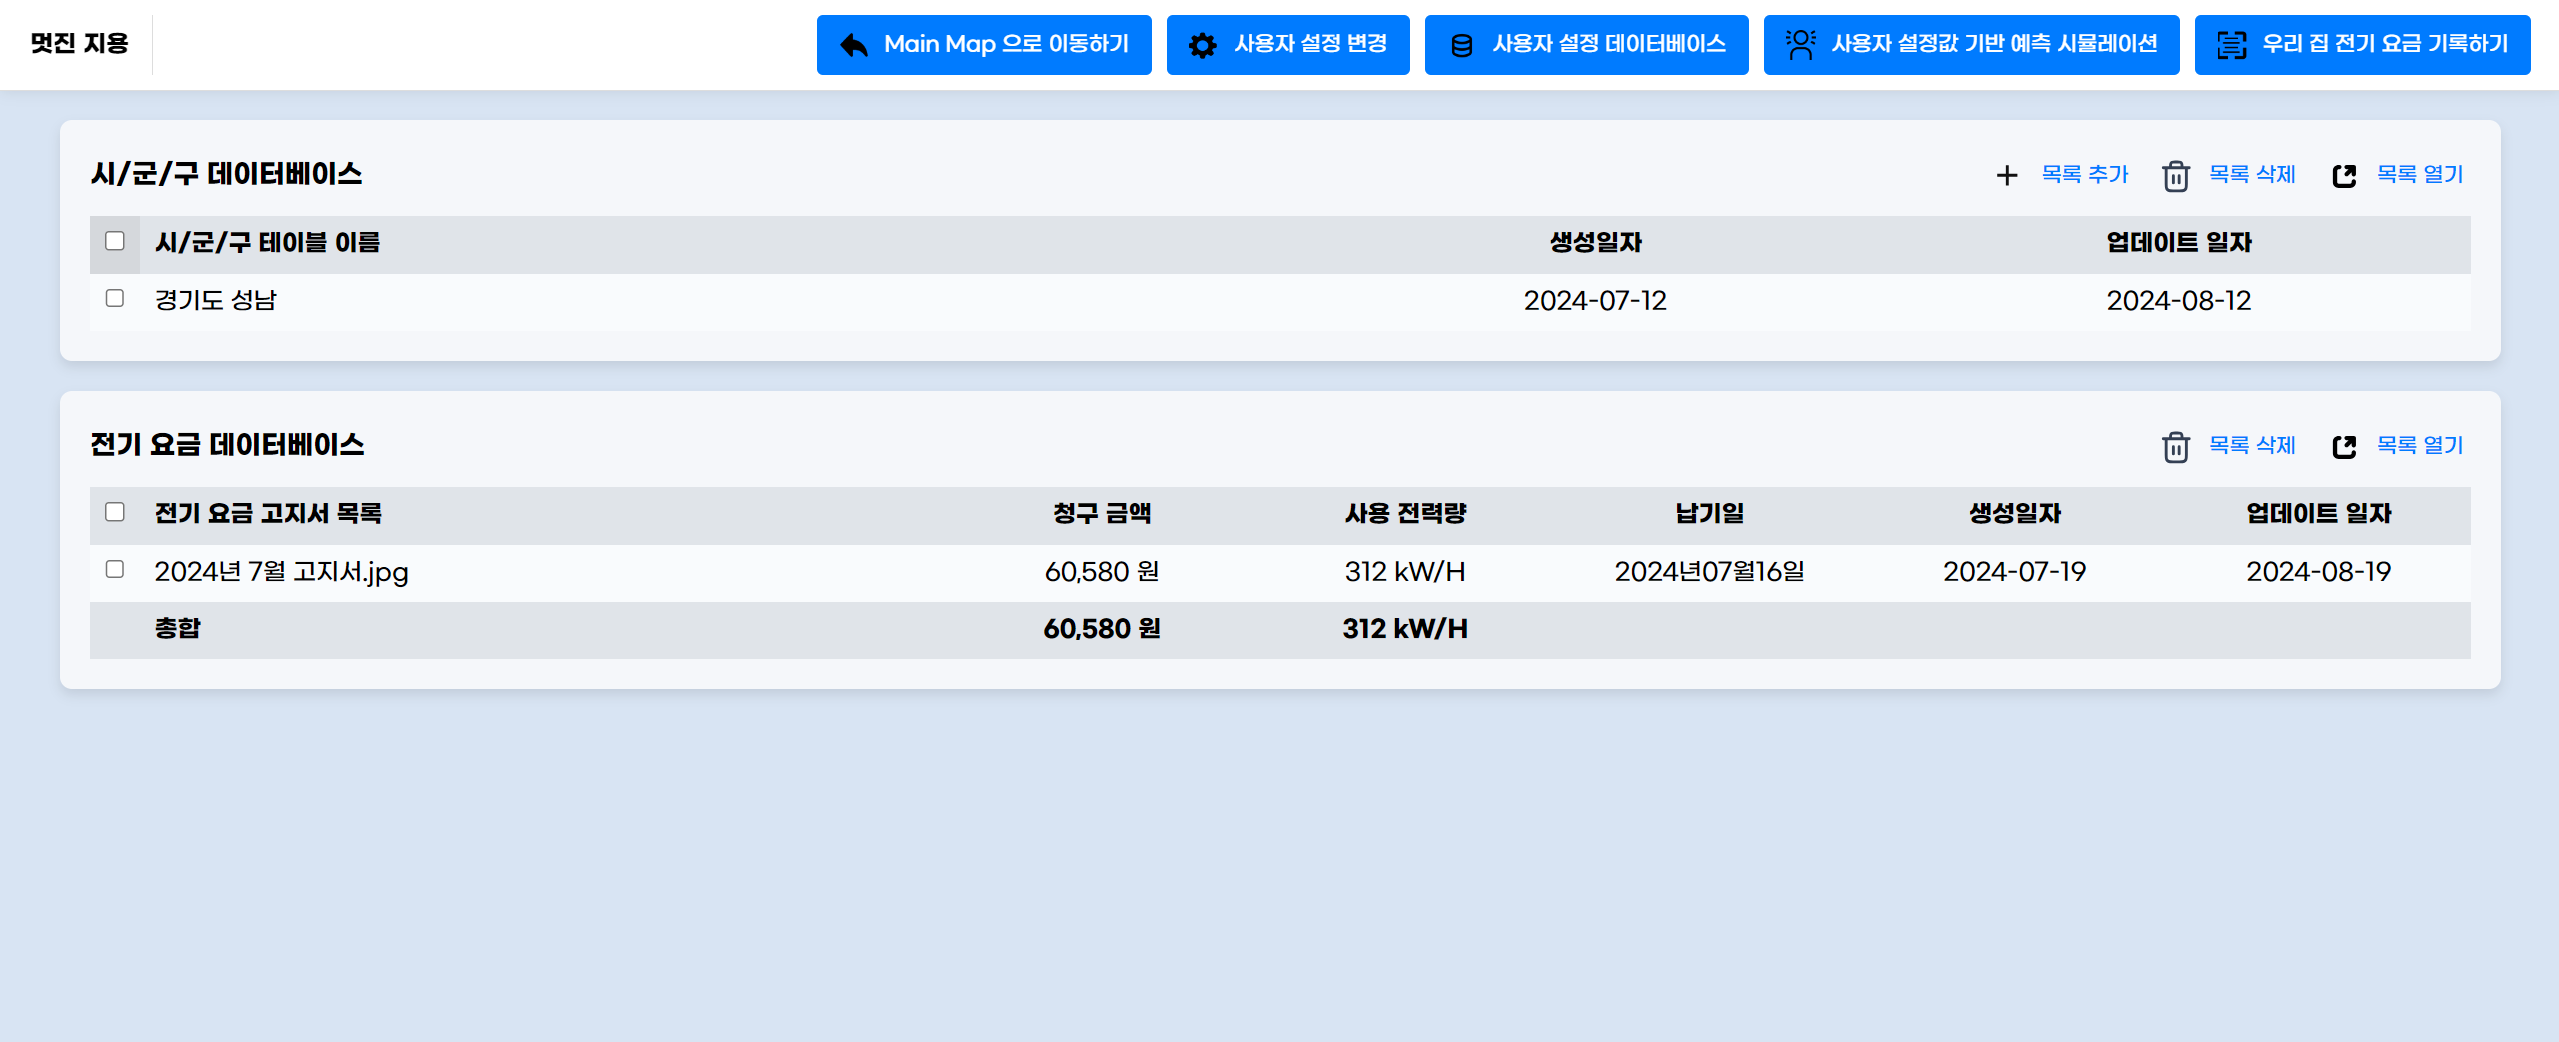 멋진 지용
Main Map 으로 이동하기
사용자 설정 변경
사용자 설정 데이터베이스
사용자 설정값 기반 예측 시뮬레이션
우리 집 전기 요금 기록하기
시/군/구 데이터베이스
목록 추가
목록 삭제
목록 열기
시/군/구 테이블 이름 생성일자 업데이트 일자
경기도 성남 2024-07-12 2024-08-12
전기 요금 데이터베이스
목록 삭제
목록 열기
전기 요금 고지서 목록 청구 금액 사용 전력량 납기일 생성일자 업데이트 일자
2024년 7월 고지서.jpg 60,580 원 312 kW/H 2024년07월16일 2024-07-19 2024-08-19
총합 60,580 원 312 kW/H